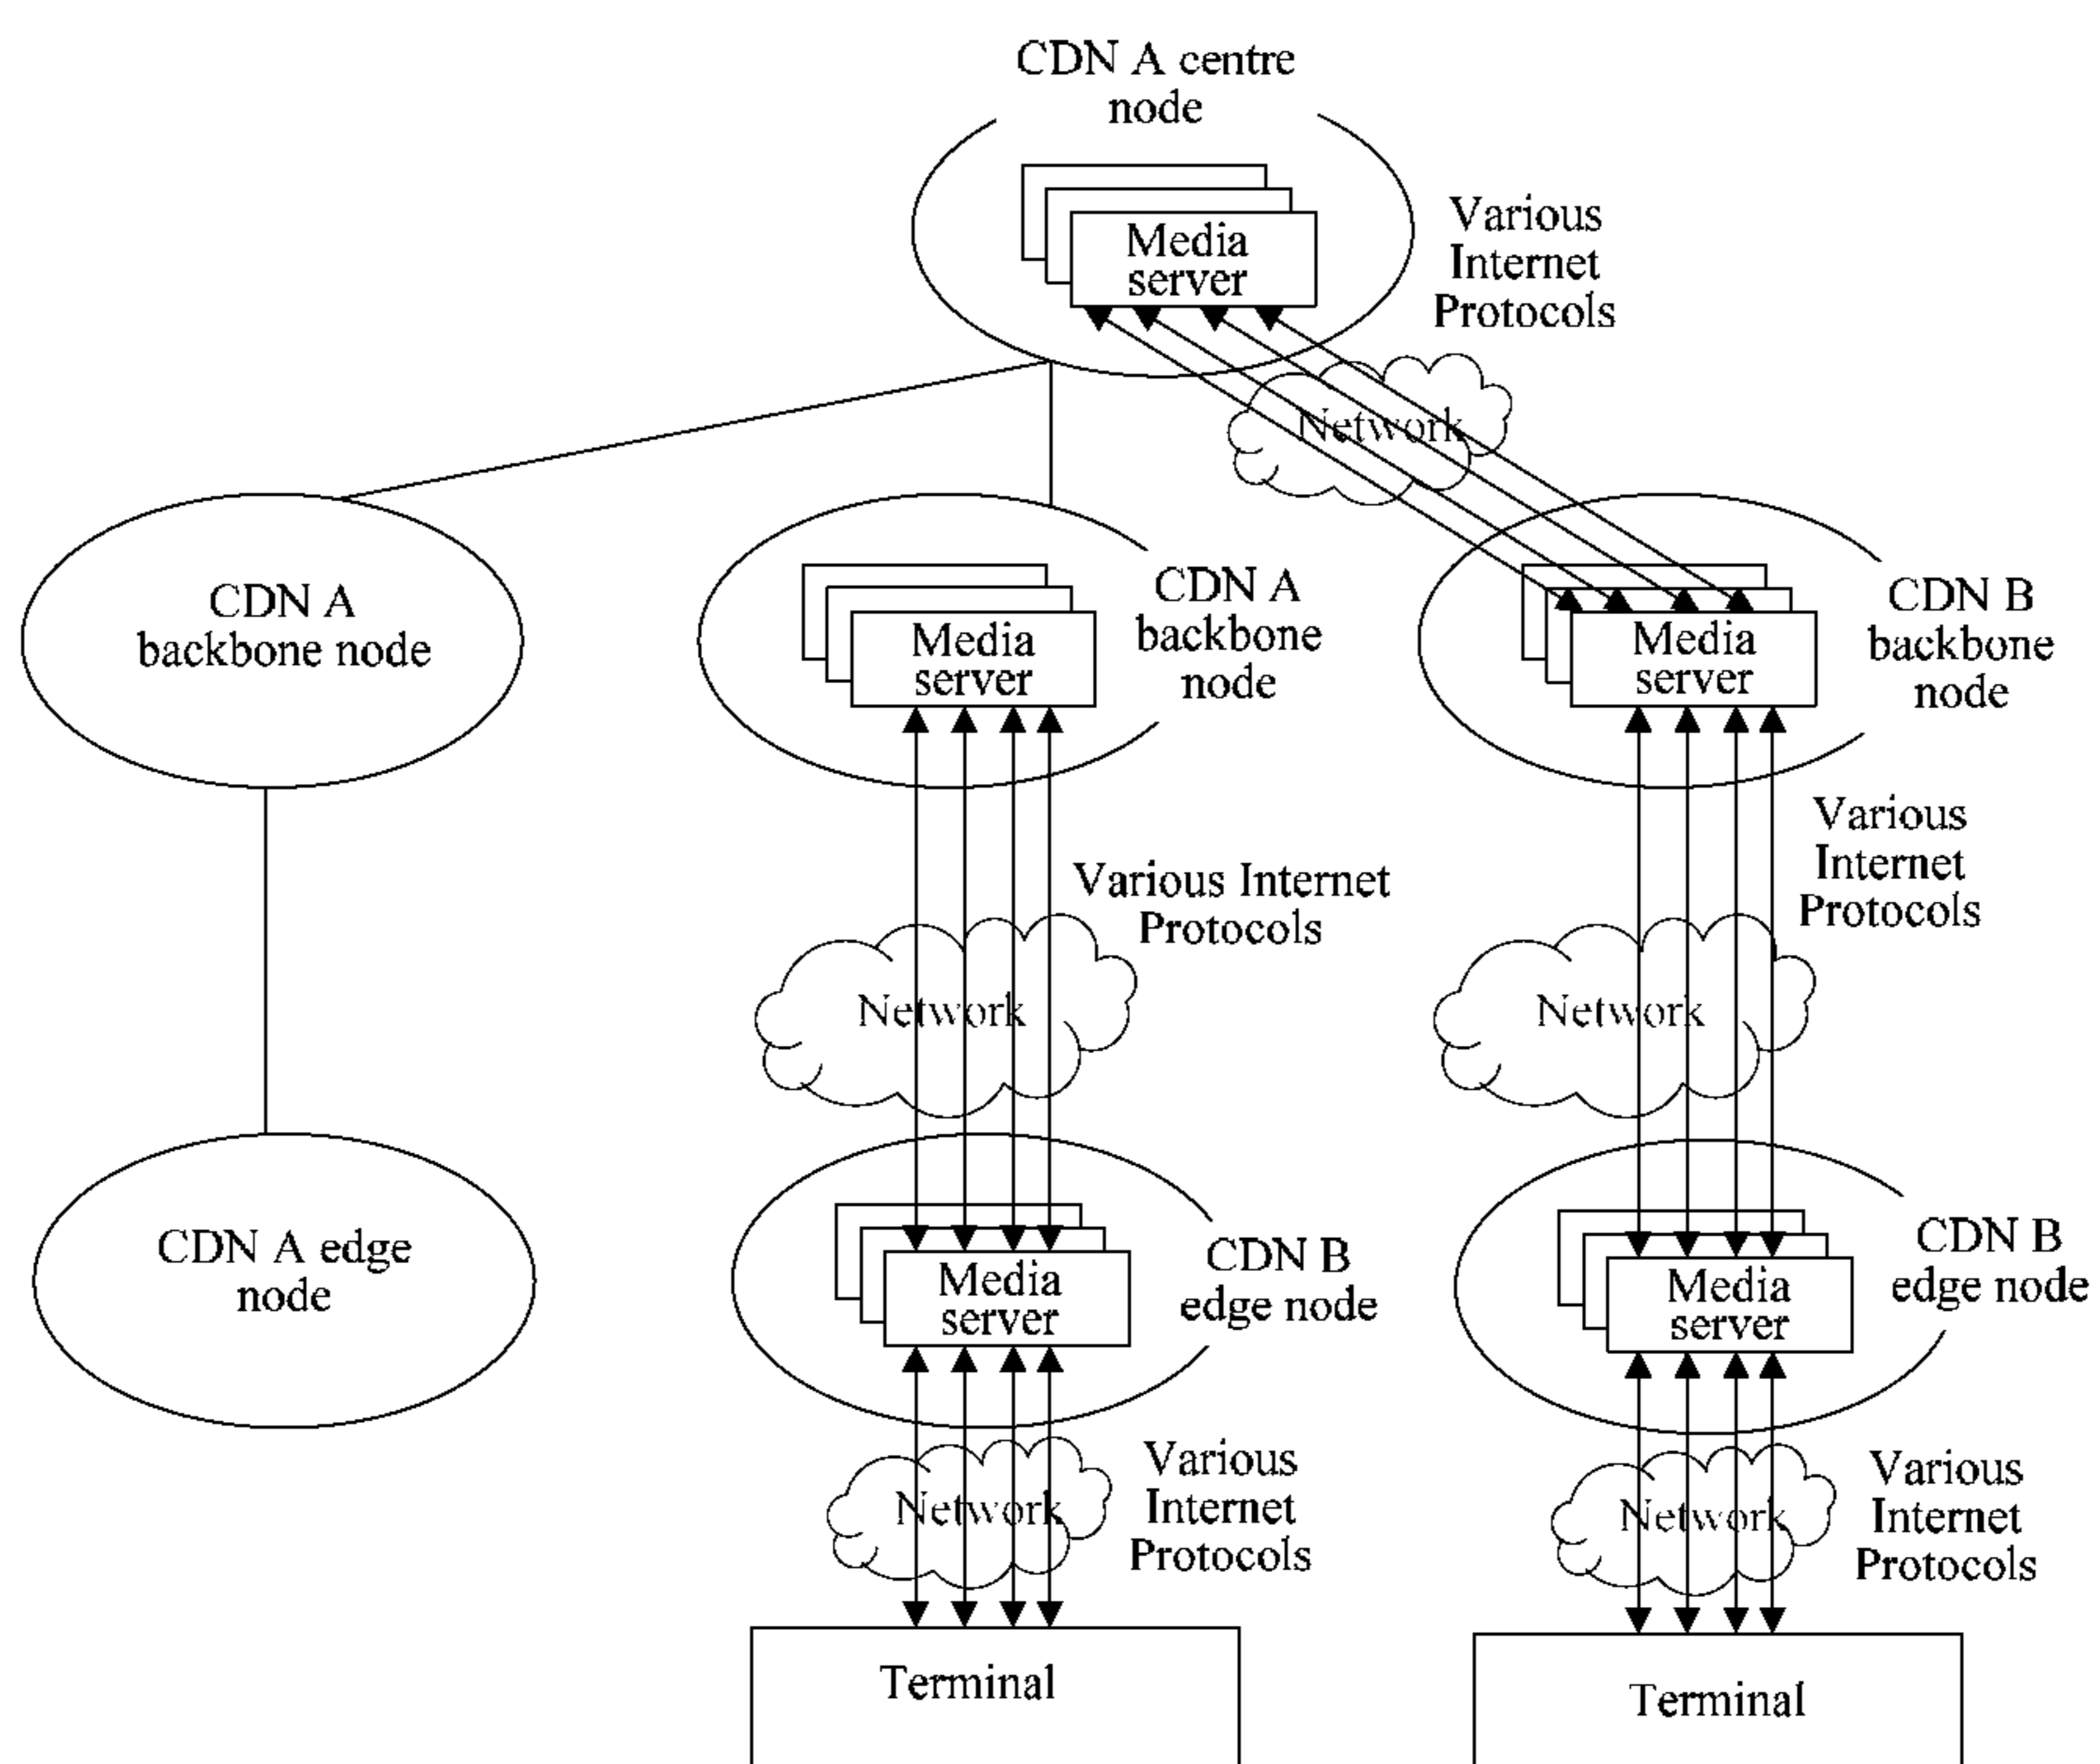 CDN A centre
node
Media
server
Various
Internet
Protocols
Network
CDN A
backbone node
Media
server
CDN A
backbone
node
Media
server
CDN B
backbone
node
Various Internet
Protocols
Network
Various
Internet
Protocols
Network
CDN A edge
node
Media
server
CDN B
edge node
Media
server
CDN B
edge node
Various
Internet
Protocols
Network
Various
Internet
Protocols
Network
Terminal
Terminal